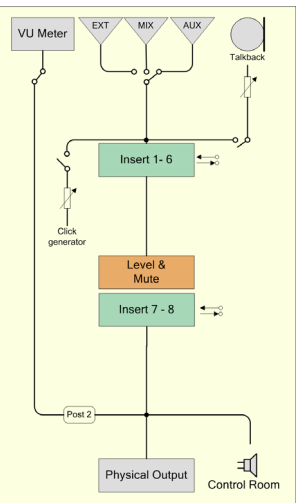 VU Meter
EXT
MIX
AUX
Talkback
Insert 1- 6
Click
generator
Level &
Mute
Insert 7 - 8
Post 2
Physical Output
Control Room